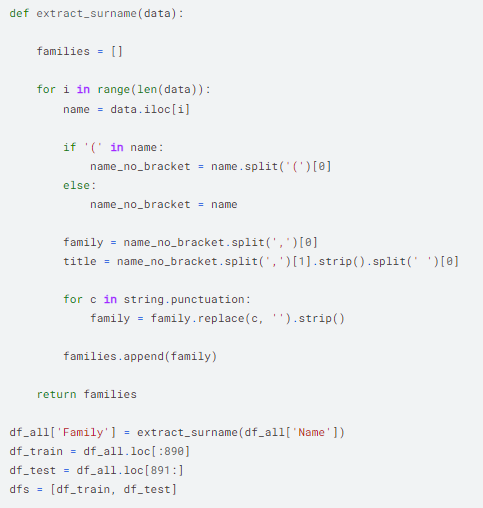 def extract_surname(data):

    families = []

    for i in range(len(data)):
        name = data.iloc[i]

        if '(' in name:
            name_no_bracket = name.split('(')[0]
        else:
            name_no_bracket = name

        family = name_no_bracket.split(',')[0]
        title = name_no_bracket.split(',')[1].strip().split(' ')[0]

        for c in string.punctuation:
            family = family.replace(c, '').strip()

        families.append(family)

    return families

df_all['Family'] = extract_surname(df_all['Name'])
df_train = df_all.loc[:890]
df_test = df_all.loc[891:]
dfs = [df_train, df_test]